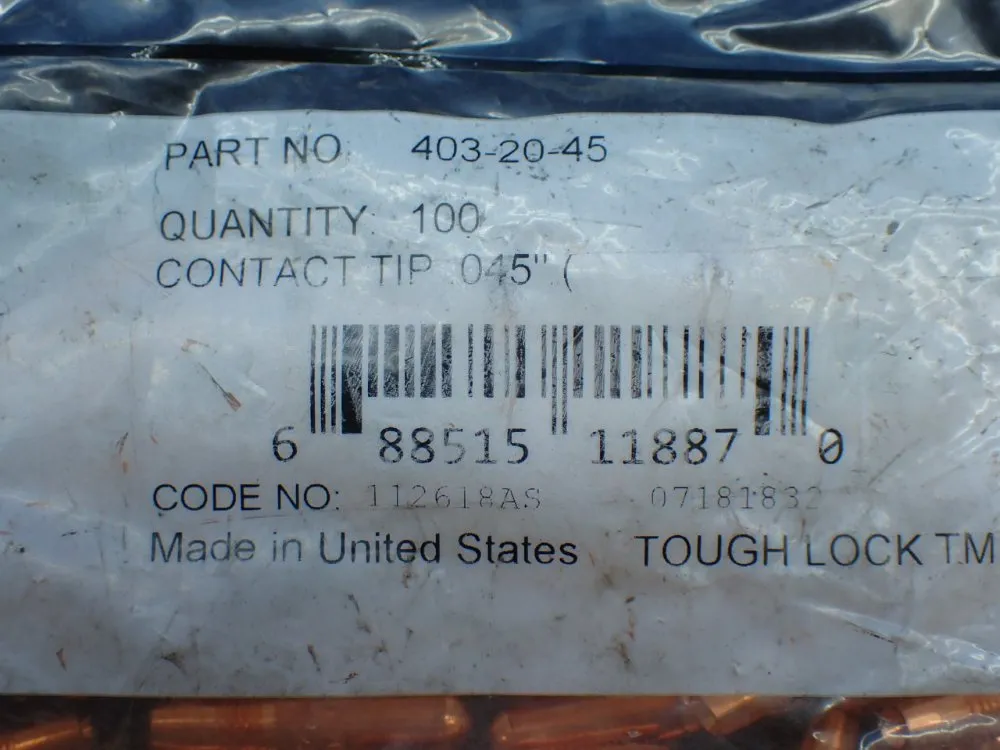 PART NO: 403-20-45
QUANTITY: 100
CONTACT TIP .045" (
6 88515 11887 0
CODE NO: 112618AS 07181832
Made in United States TOUGH LOCK TM